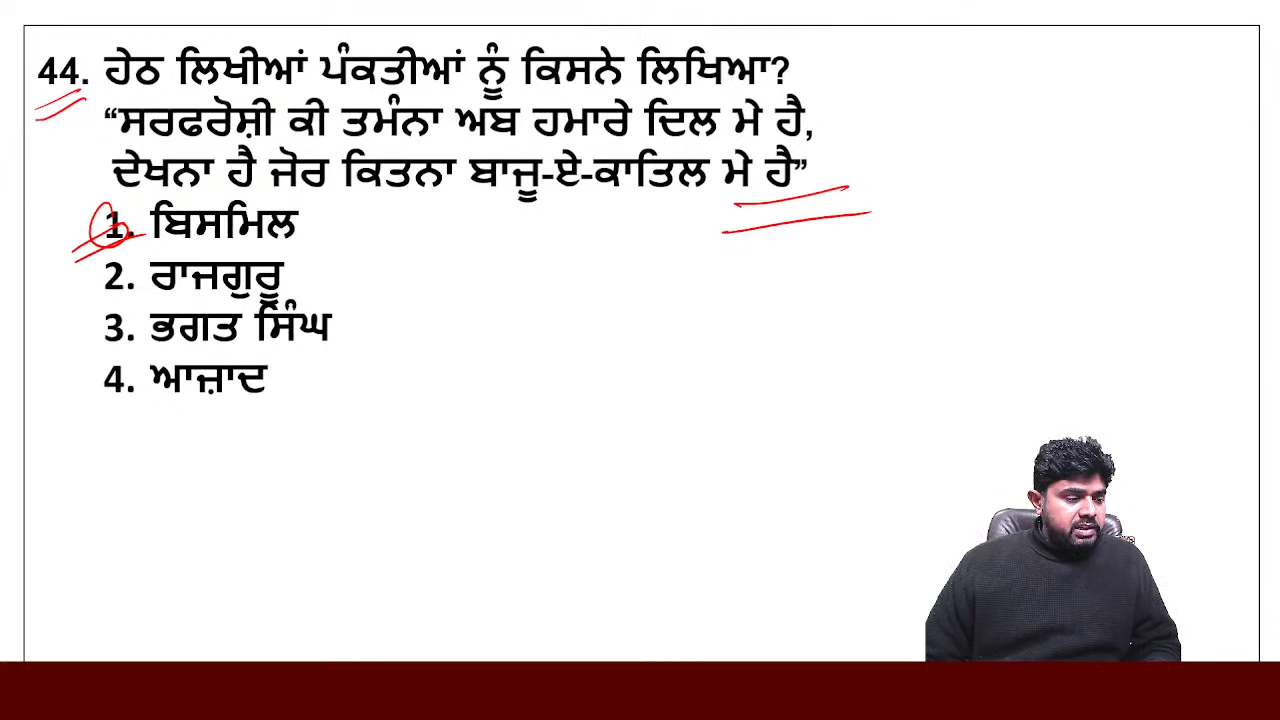 44. ਹੇਠ ਲਿਖੀਆਂ ਪੰਕਤੀਆਂ ਨੂੰ ਕਿਸਨੇ ਲਿਖਿਆ?
“ਸਰਫਰੋਸ਼ੀ ਕੀ ਤਮੰਨਾ ਅਬ ਹਮਾਰੇ ਦਿਲ ਮੇ ਹੈ,
ਦੇਖਨਾ ਹੈ ਜੋਰ ਕਿਤਨਾ ਬਾਜੂ-ਏ-ਕਾਤਿਲ ਮੇ ਹੈ”
1. ਬਿਸਮਿਲ
2. ਰਾਜਗੁਰੂ
3. ਭਗਤ ਸਿੰਘ
4. ਆਜ਼ਾਦ